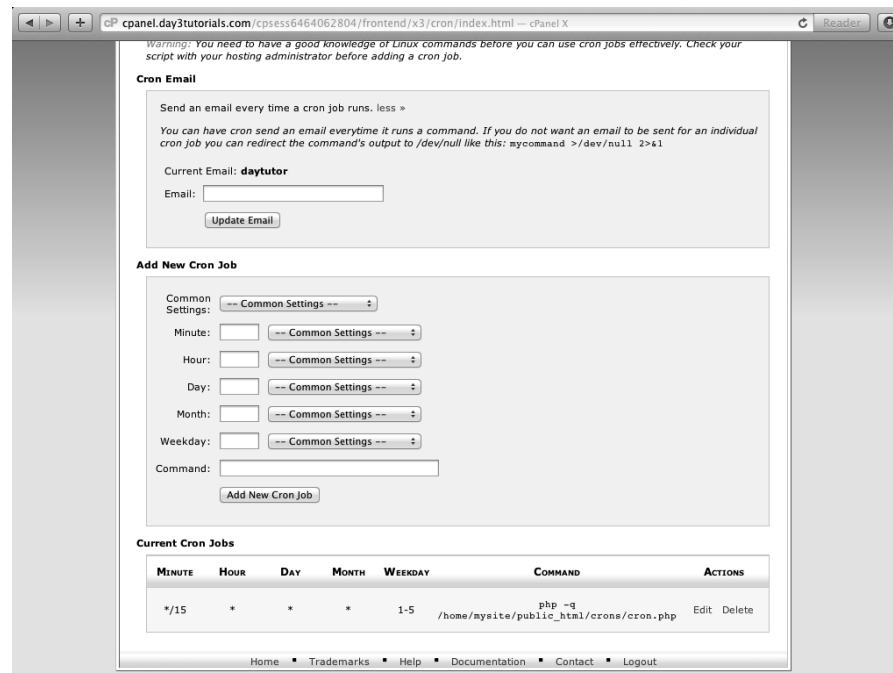 cP cpanel.day3tutorials.com/cpsess6464062804/frontend/x3/cron/index.html — cPanel X
Reader
Warning: You need to have a good knowledge of Linux commands before you can use cron jobs effectively. Check your
script with your hosting administrator before adding a cron job.
Cron Email
Send an email every time a cron job runs. less »
You can have cron send an email everytime it runs a command. If you do not want an email to be sent for an individual
cron job you can redirect the command's output to /dev/null like this: mycommand >/dev/null 2>&1
Current Email: daytutor
Email:
Update Email
Add New Cron Job
Common
Settings: -- Common Settings --
Minute: -- Common Settings --
Hour: -- Common Settings --
Day: -- Common Settings --
Month: -- Common Settings --
Weekday: -- Common Settings --
Command:
Add New Cron Job
Current Cron Jobs
Minute Hour Day Month Weekday Command Actions
*/15 * * * 1-5 php -q
/home/mysite/public_html/crons/cron.php Edit Delete
Home ▪ Trademarks ▪ Help ▪ Documentation ▪ Contact ▪ Logout